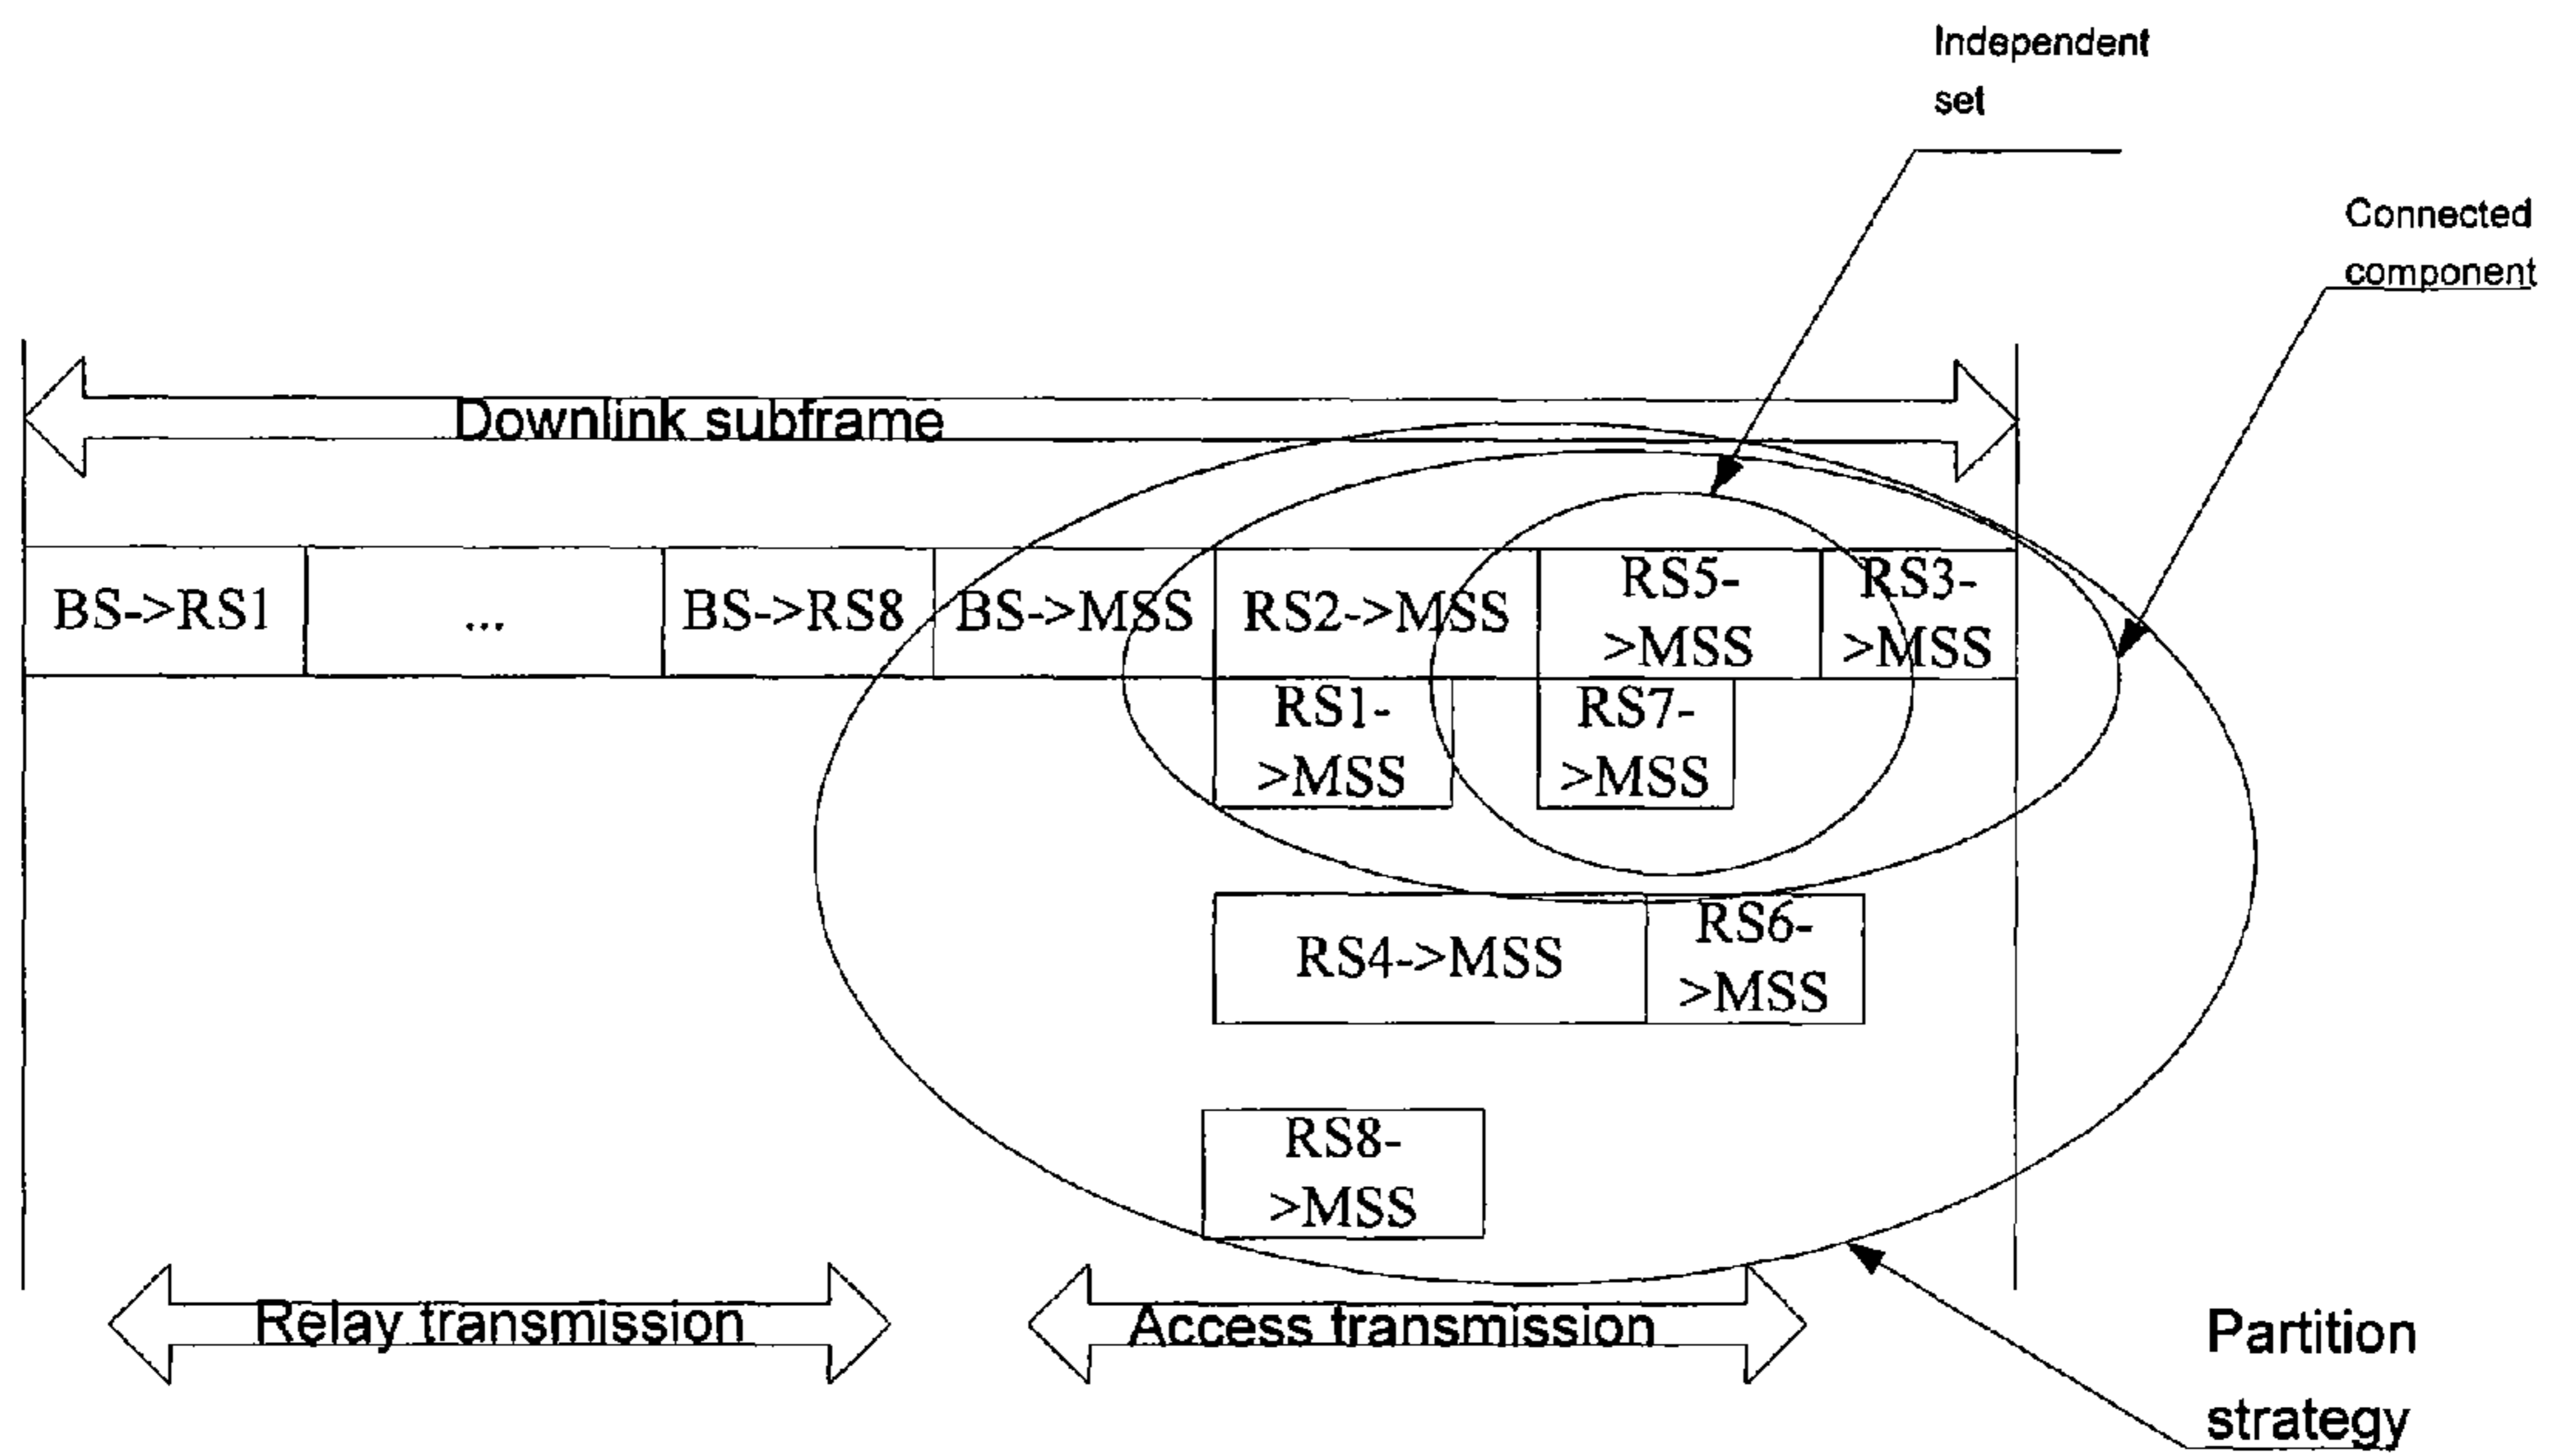 Independent
set
Connected
component
Downlink subframe
BS->RS1
...
BS->RS8
BS->MSS
RS2->MSS
RS5-
>MSS
RS3-
>MSS
RS1-
>MSS
RS7-
>MSS
RS4->MSS
RS6-
>MSS
RS8-
>MSS
Relay transmission
Access transmission
Partition
strategy